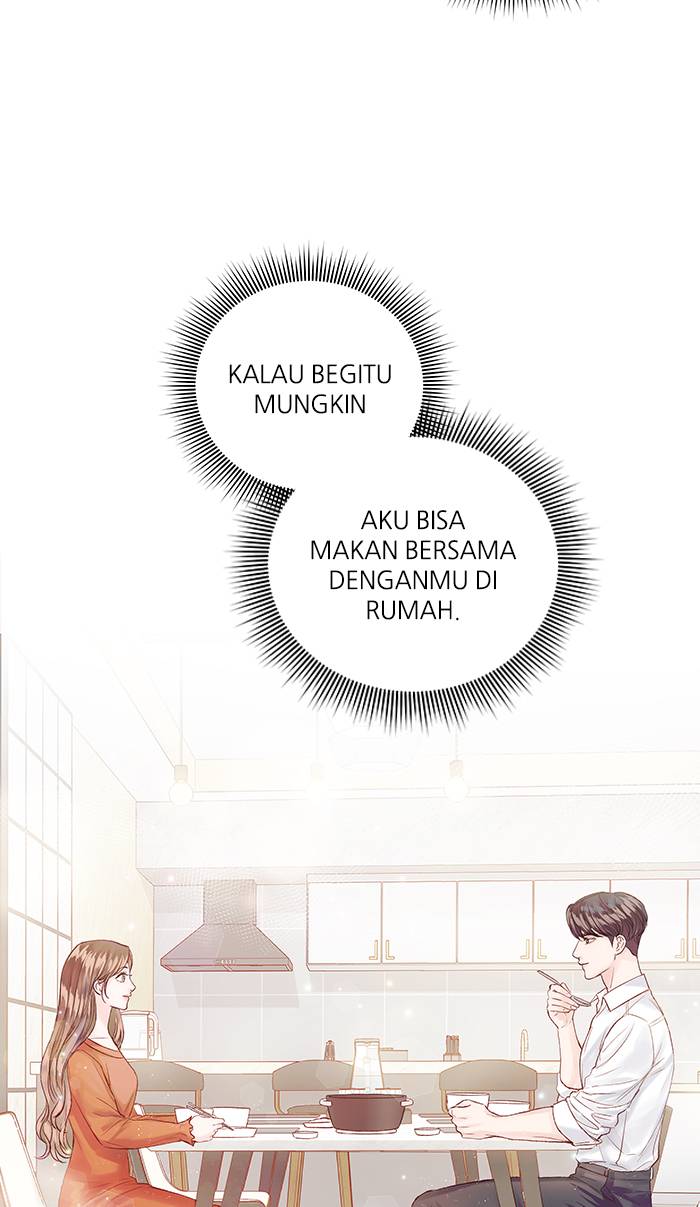 KALAU BEGITU
MUNGKIN
AKU BISA
MAKAN BERSAMA
DENGANMU DI
RUMAH.